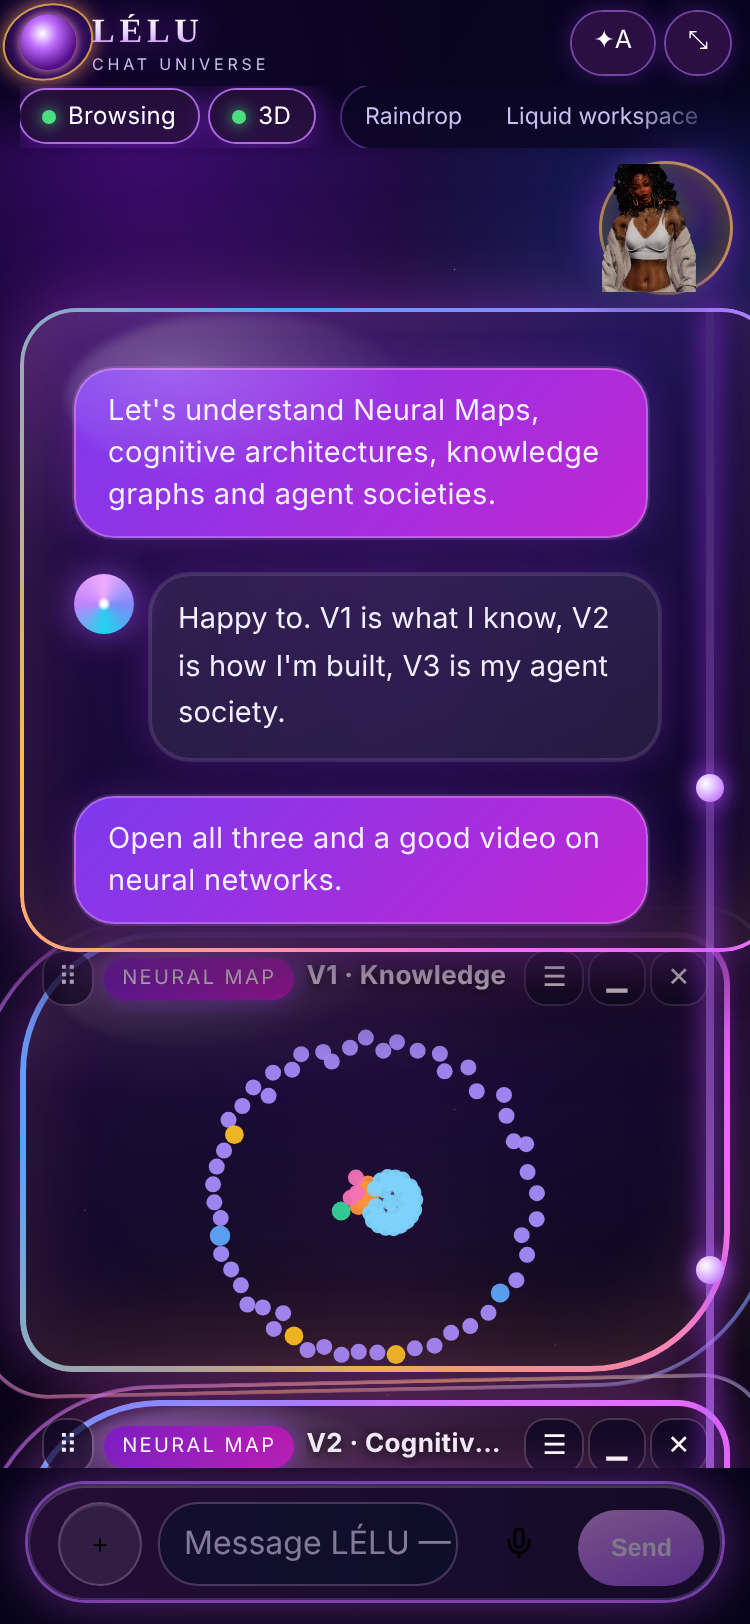 LÉLU
CHAT UNIVERSE
✦A
Browsing
3D
Raindrop
Liquid workspace
Let's understand Neural Maps,
cognitive architectures, knowledge
graphs and agent societies.
Happy to. V1 is what I know, V2
is how I'm built, V3 is my agent
society.
Open all three and a good video on
neural networks.
NEURAL MAP
V1 · Knowledge
NEURAL MAP
V2 · Cognitiv...
Message LÉLU —
Send